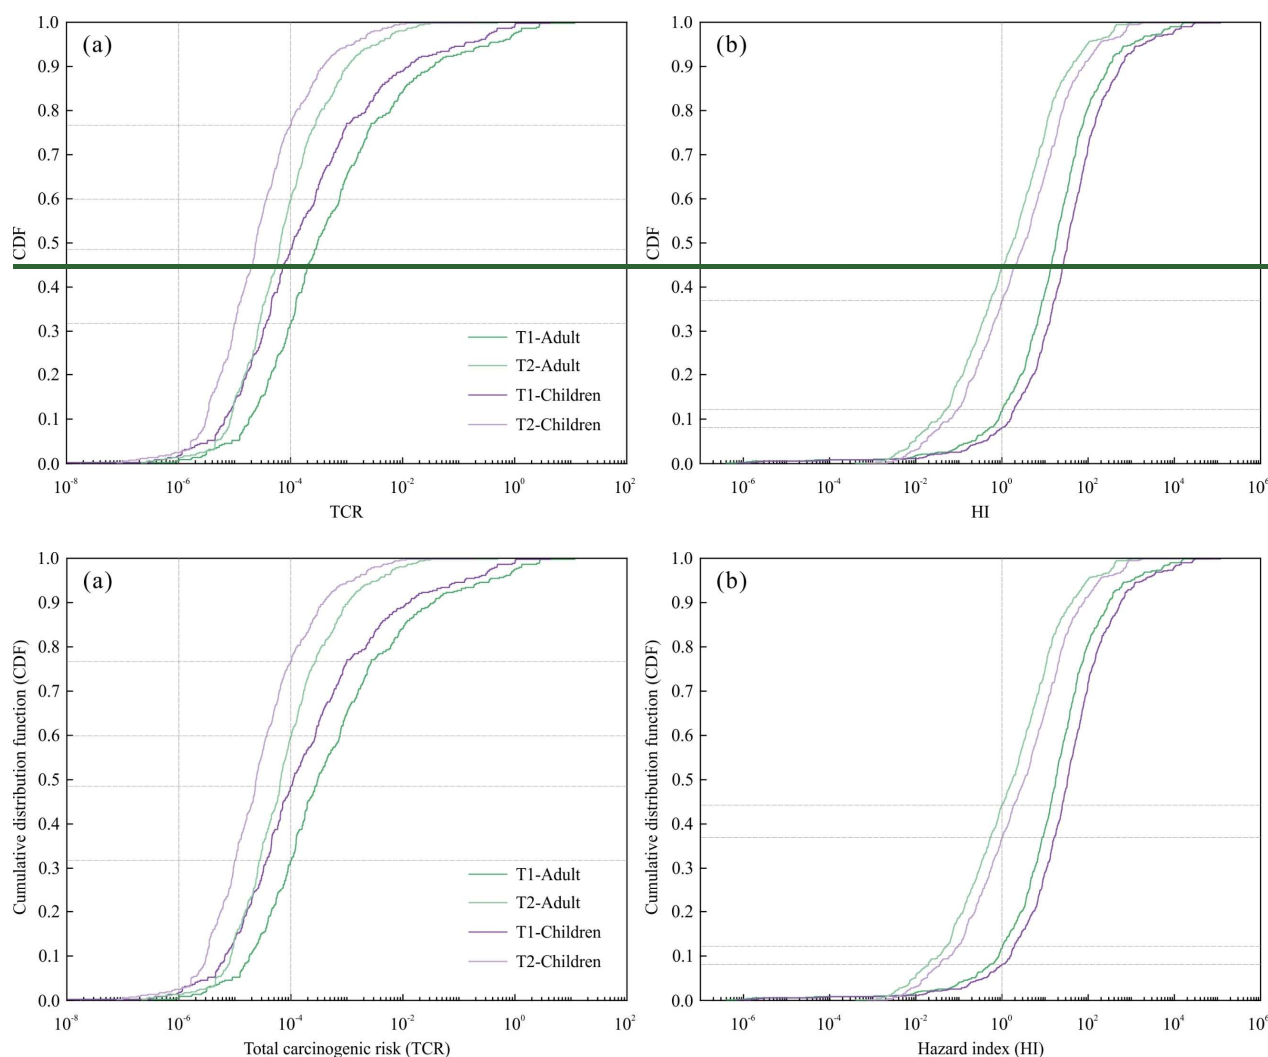 (a)
CDF
1.0
0.9
0.8
0.7
0.6
0.5
0.4
0.3
0.2
0.1
0.0
T1-Adult
T2-Adult
T1-Children
T2-Children
10⁻⁸ 10⁻⁶ 10⁻⁴ 10⁻² 10⁰ 10²
TCR
(b)
CDF
1.0
0.9
0.8
0.7
0.6
0.5
0.4
0.3
0.2
0.1
0.0
10⁻⁶ 10⁻⁴ 10⁻² 10⁰ 10² 10⁴ 10⁶
HI
(a)
Cumulative distribution function (CDF)
1.0
0.9
0.8
0.7
0.6
0.5
0.4
0.3
0.2
0.1
0.0
T1-Adult
T2-Adult
T1-Children
T2-Children
10⁻⁸ 10⁻⁶ 10⁻⁴ 10⁻² 10⁰ 10²
Total carcinogenic risk (TCR)
(b)
Cumulative distribution function (CDF)
1.0
0.9
0.8
0.7
0.6
0.5
0.4
0.3
0.2
0.1
0.0
10⁻⁶ 10⁻⁴ 10⁻² 10⁰ 10² 10⁴ 10⁶
Hazard index (HI)